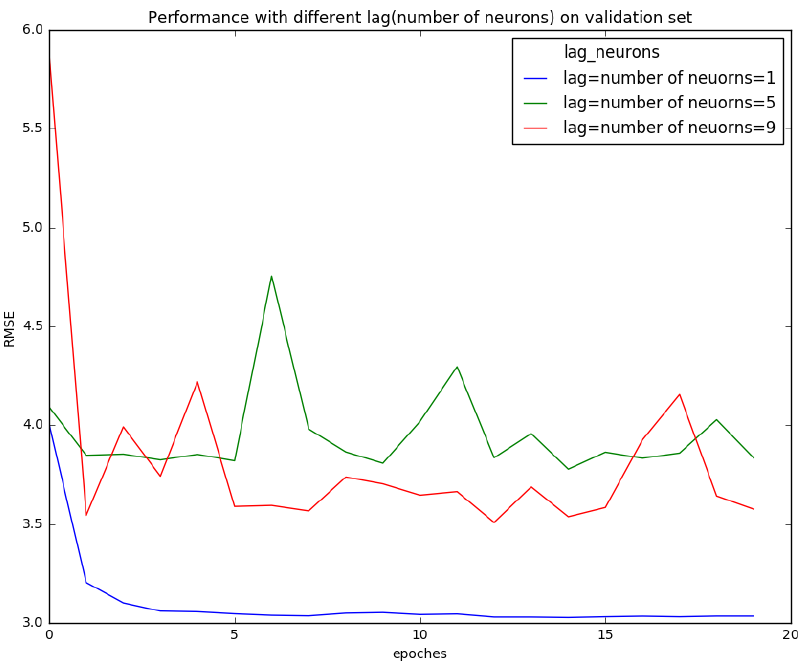 Performance with different lag(number of neurons) on validation set
6.0
5.5
5.0
4.5
4.0
3.5
3.0
RMSE
lag_neurons
lag=number of neuorns=1
lag=number of neuorns=5
lag=number of neuorns=9
0 5 10 15 20
epoches